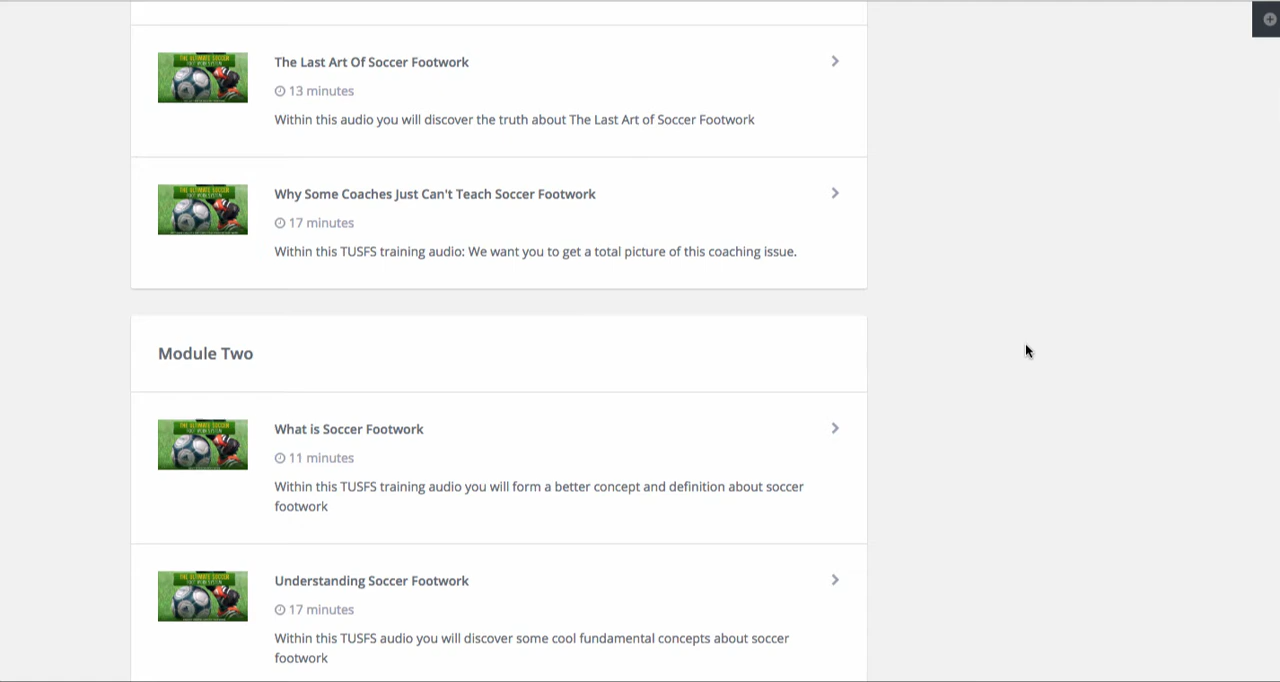 The Last Art Of Soccer Footwork
13 minutes
Within this audio you will discover the truth about The Last Art of Soccer Footwork
Why Some Coaches Just Can't Teach Soccer Footwork
17 minutes
Within this TUSFS training audio: We want you to get a total picture of this coaching issue.
Module Two
What is Soccer Footwork
11 minutes
Within this TUSFS training audio you will form a better concept and definition about soccer
footwork
Understanding Soccer Footwork
17 minutes
Within this TUSFS audio you will discover some cool fundamental concepts about soccer
footwork